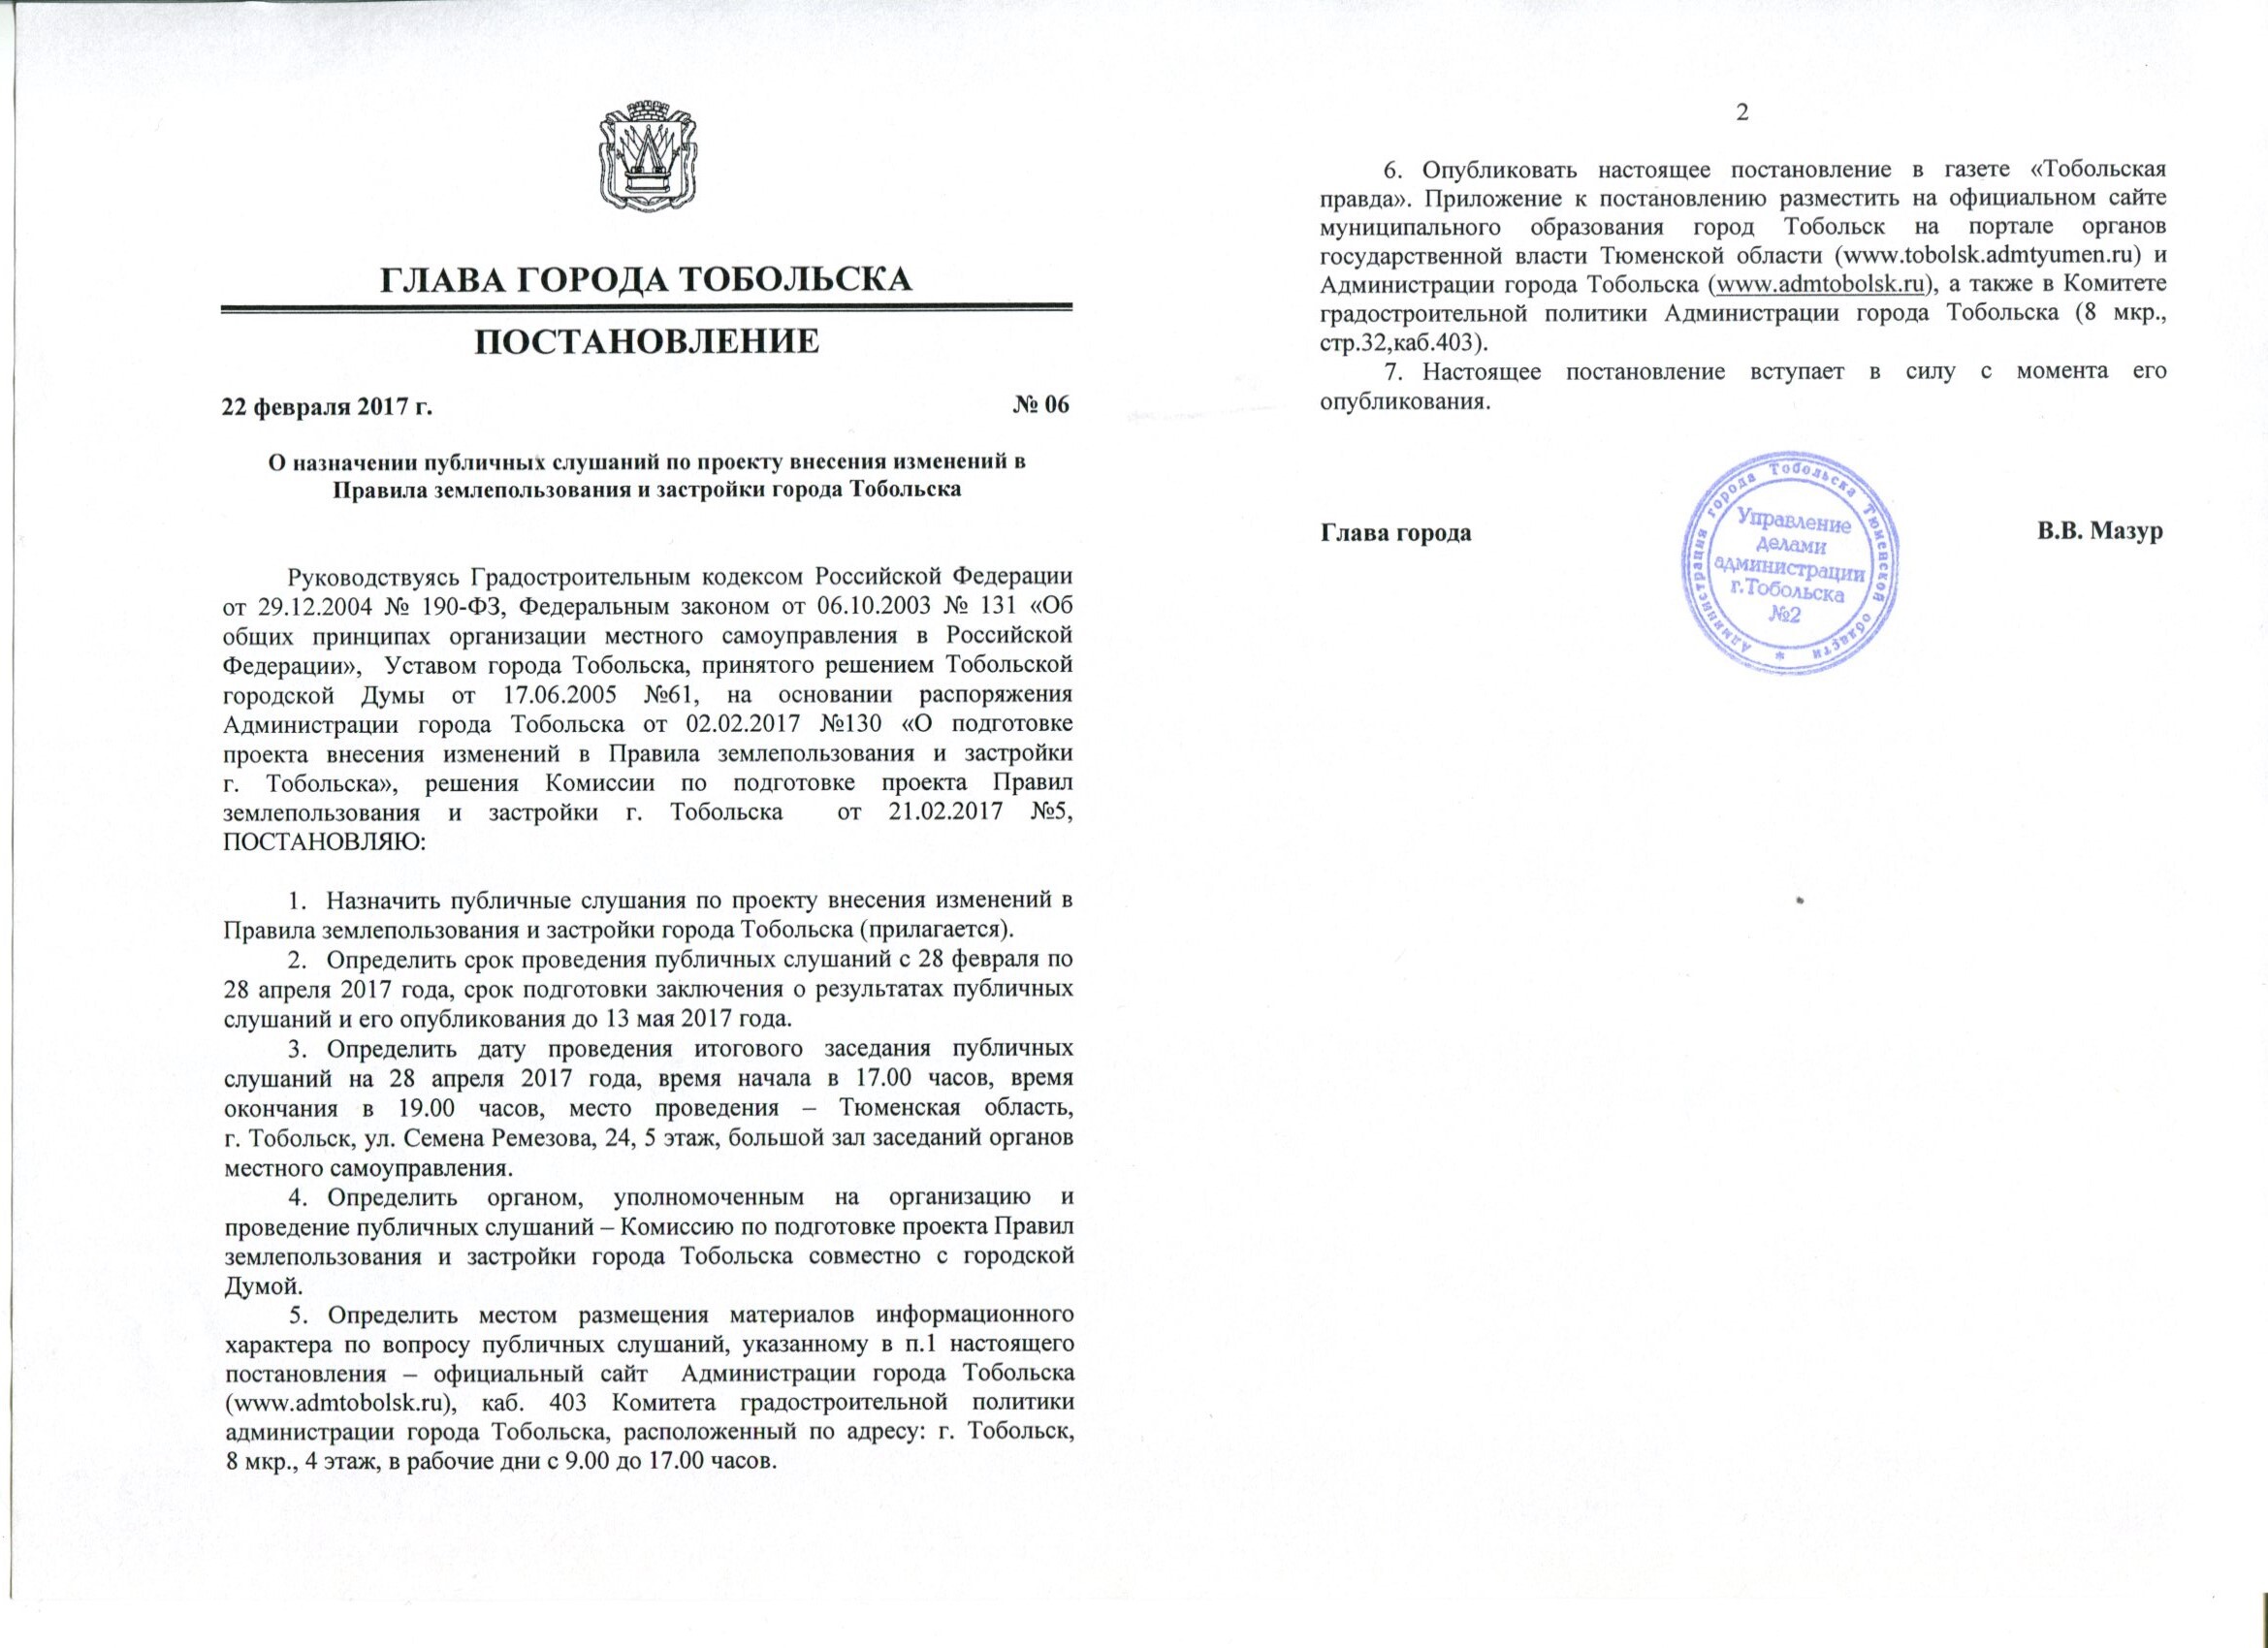 ГЛАВА ГОРОДА ТОБОЛЬСКА
ПОСТАНОВЛЕНИЕ
22 февраля 2017 г. № 06
О назначении публичных слушаний по проекту внесения изменений в
Правила землепользования и застройки города Тобольска
Руководствуясь Градостроительным кодексом Российской Федерации
от 29.12.2004 № 190-ФЗ, Федеральным законом от 06.10.2003 № 131 «Об
общих принципах организации местного самоуправления в Российской
Федерации», Уставом города Тобольска, принятого решением Тобольской
городской Думы от 17.06.2005 №61, на основании распоряжения
Администрации города Тобольска от 02.02.2017 №130 «О подготовке
проекта внесения изменений в Правила землепользования и застройки
г. Тобольска», решения Комиссии по подготовке проекта Правил
землепользования и застройки г. Тобольска от 21.02.2017 №5,
ПОСТАНОВЛЯЮ:
1. Назначить публичные слушания по проекту внесения изменений в
Правила землепользования и застройки города Тобольска (прилагается).
2. Определить срок проведения публичных слушаний с 28 февраля по
28 апреля 2017 года, срок подготовки заключения о результатах публичных
слушаний и его опубликования до 13 мая 2017 года.
3. Определить дату проведения итогового заседания публичных
слушаний на 28 апреля 2017 года, время начала в 17.00 часов, время
окончания в 19.00 часов, место проведения – Тюменская область,
г. Тобольск, ул. Семена Ремезова, 24, 5 этаж, большой зал заседаний органов
местного самоуправления.
4. Определить органом, уполномоченным на организацию и
проведение публичных слушаний – Комиссию по подготовке проекта Правил
землепользования и застройки города Тобольска совместно с городской
Думой.
5. Определить местом размещения материалов информационного
характера по вопросу публичных слушаний, указанному в п.1 настоящего
постановления – официальный сайт Администрации города Тобольска
(www.admtobolsk.ru), каб. 403 Комитета градостроительной политики
администрации города Тобольска, расположенный по адресу: г. Тобольск,
8 мкр., 4 этаж, в рабочие дни с 9.00 до 17.00 часов.
2
6. Опубликовать настоящее постановление в газете «Тобольская
правда». Приложение к постановлению разместить на официальном сайте
муниципального образования город Тобольск на портале органов
государственной власти Тюменской области (www.tobolsk.admtyumen.ru) и
Администрации города Тобольска (www.admtobolsk.ru), а также в Комитете
градостроительной политики Администрации города Тобольска (8 мкр.,
стр.32,каб.403).
7. Настоящее постановление вступает в силу с момента его
опубликования.
Глава города В.В. Мазур
Администрация города Тобольска Тюменской области *
Управление
делами
администрации
г.Тобольска
№2